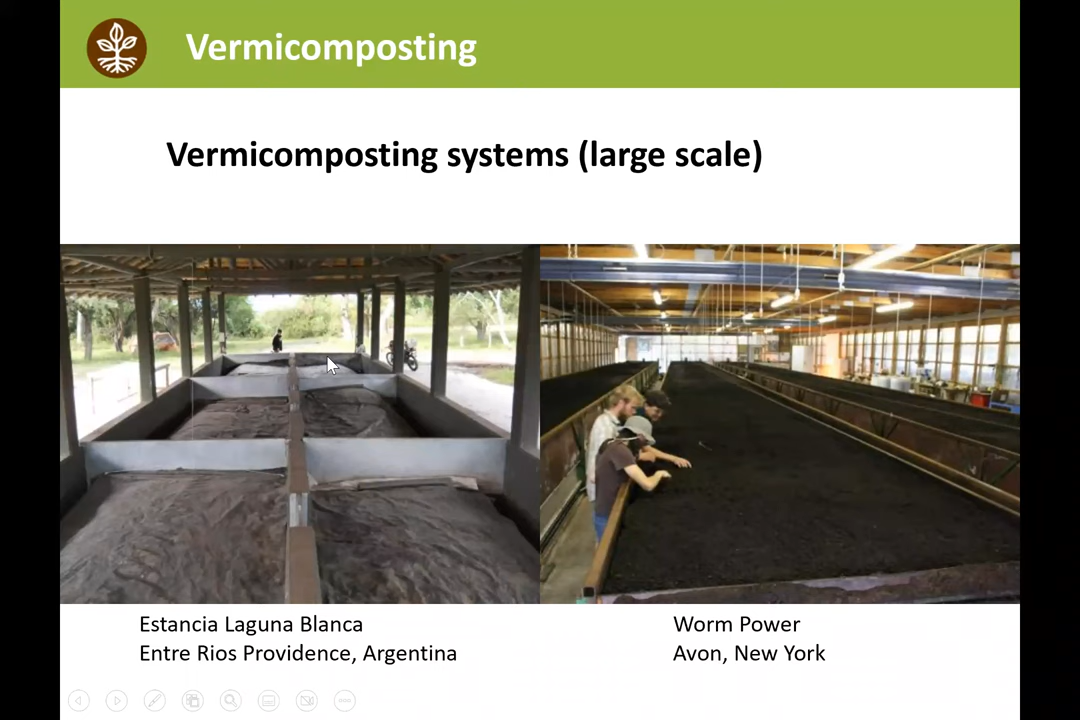 Vermicomposting
Vermicomposting systems (large scale)
Estancia Laguna Blanca
Entre Rios Providence, Argentina
Worm Power
Avon, New York